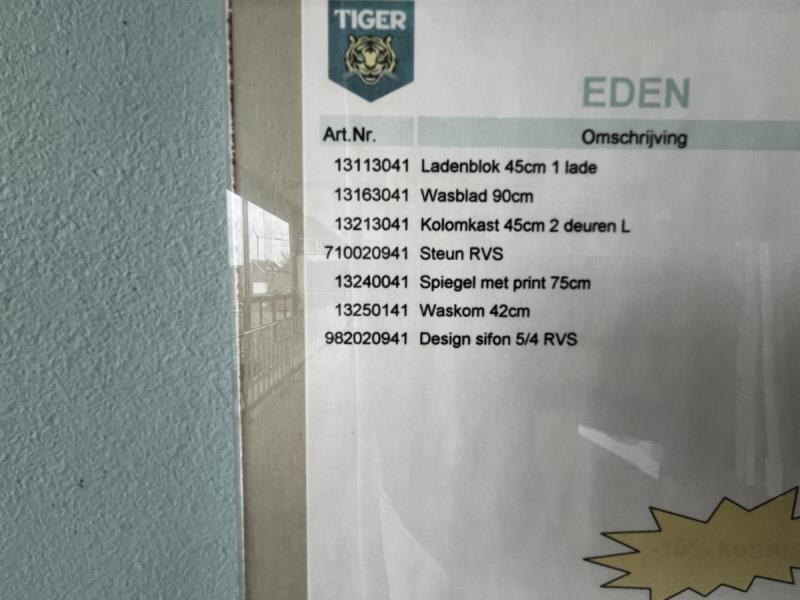 TIGER
EDEN
Art.Nr. Omschrijving
13113041 Ladenblok 45cm 1 lade
13163041 Wasblad 90cm
13213041 Kolomkast 45cm 2 deuren L
710020941 Steun RVS
13240041 Spiegel met print 75cm
13250141 Waskom 42cm
982020941 Design sifon 5/4 RVS
-10%